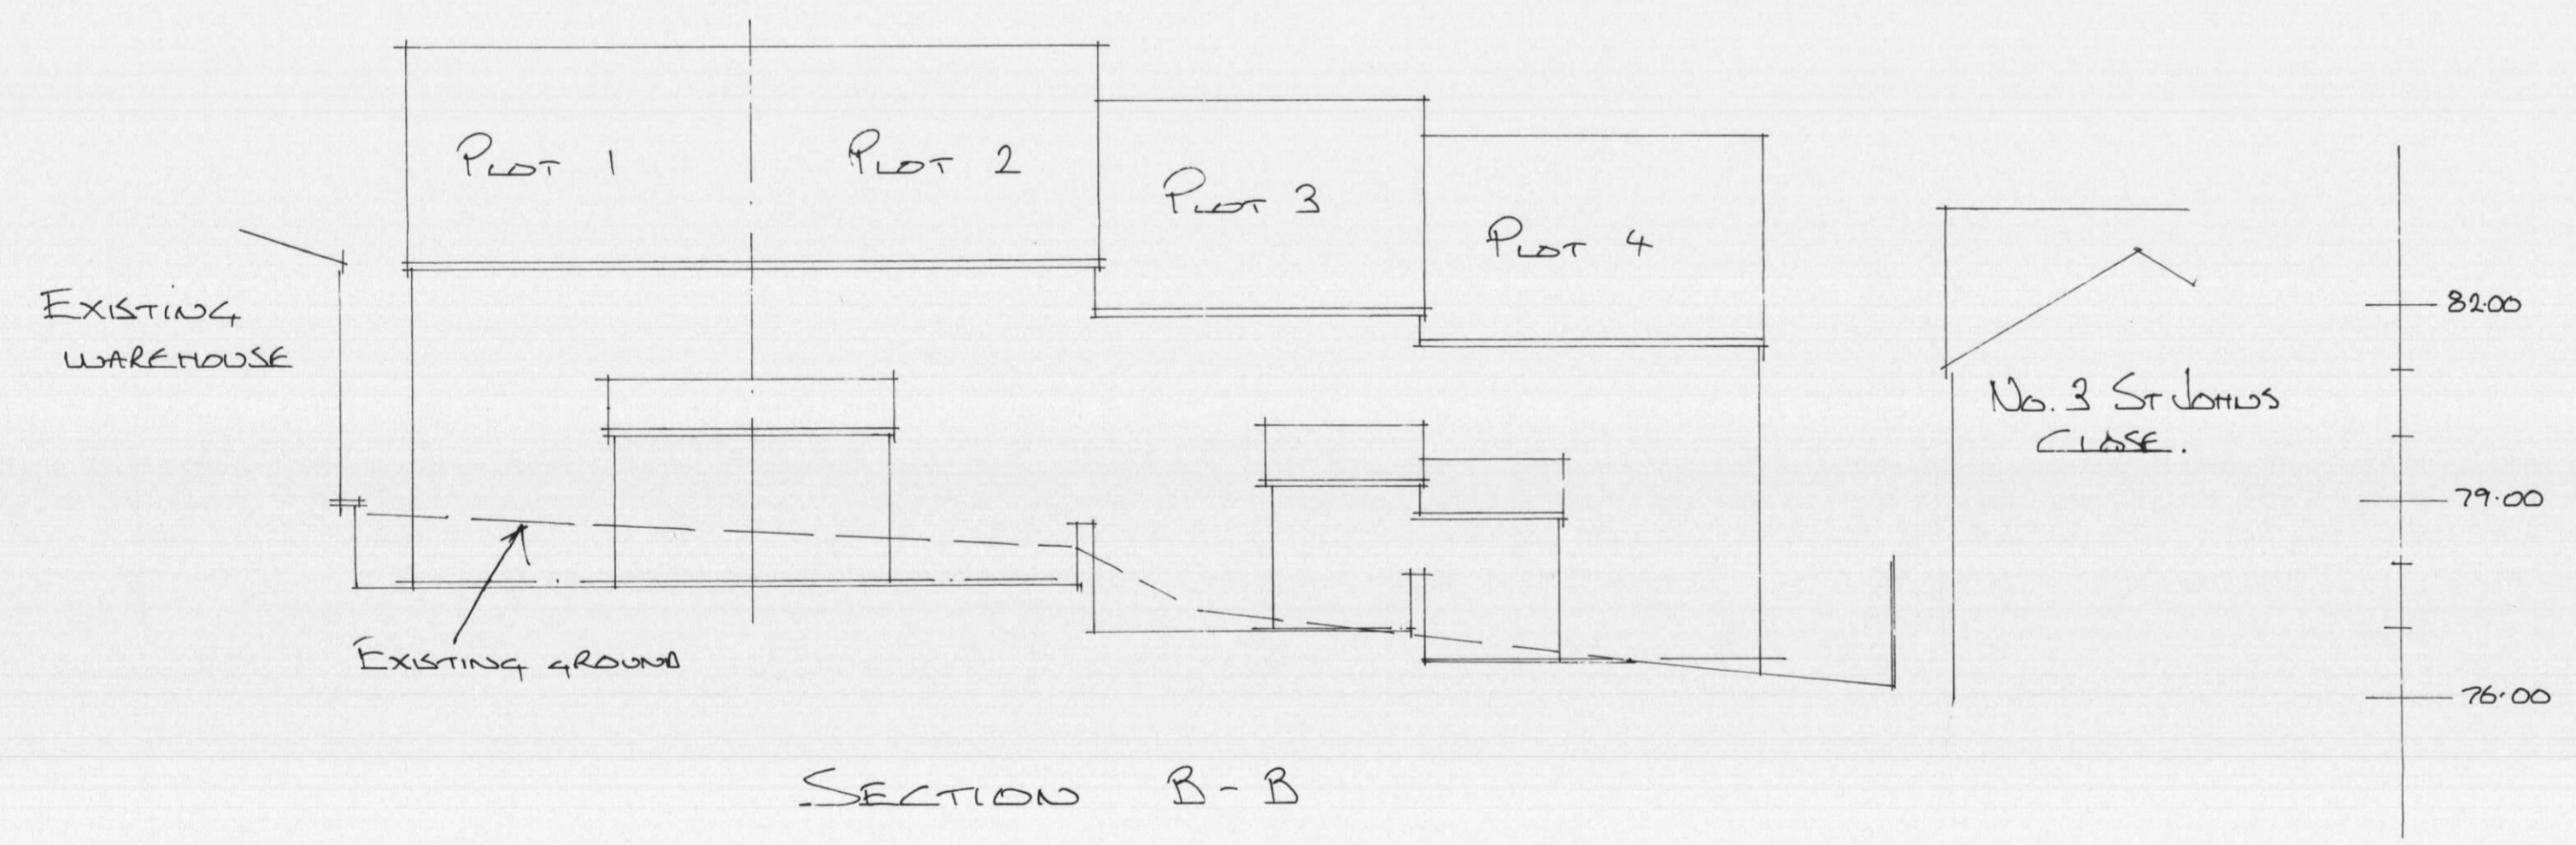 PLOT 1
PLOT 2
PLOT 3
PLOT 4
EXISTING
WAREHOUSE
82.00
No. 3 ST JOHNS
CLOSE.
79.00
EXISTING GROUND
76.00
SECTION B-B